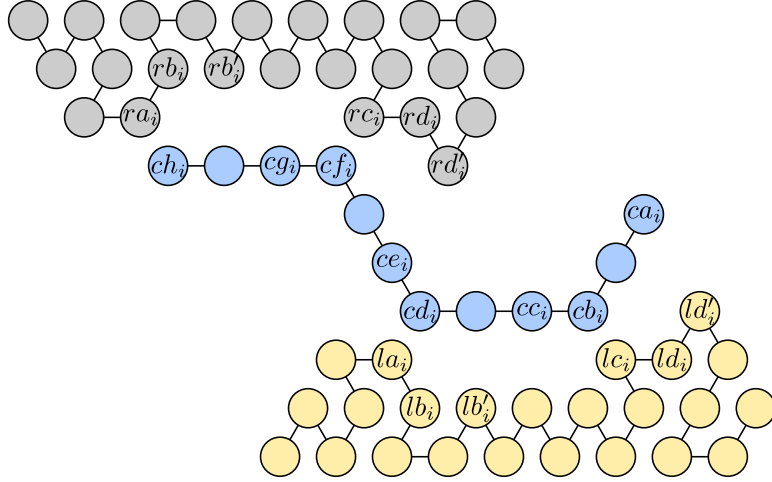 rb_i rb'_i
ra_i rc_i rd_i
ch_i cg_i cf_i rd'_i
ca_i
ce_i
cd_i cc_i cb_i ld'_i
la_i lc_i ld_i
lb_i lb'_i